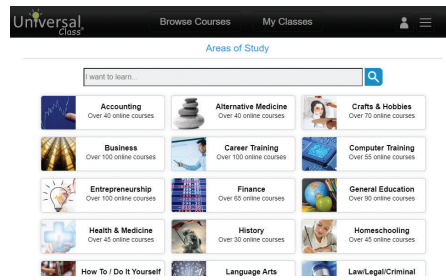 Universal
Class®
Browse Courses
My Classes
Areas of Study
I want to learn...
Accounting
Over 40 online courses
Alternative Medicine
Over 40 online courses
Crafts & Hobbies
Over 70 online courses
Business
Over 100 online courses
Career Training
Over 100 online courses
Computer Training
Over 55 online courses
Entrepreneurship
Over 100 online courses
Finance
Over 65 online courses
General Education
Over 90 online courses
Health & Medicine
Over 45 online courses
History
Over 30 online courses
Homeschooling
Over 45 online courses
How To / Do It Yourself
Language Arts
Law/Legal/Criminal